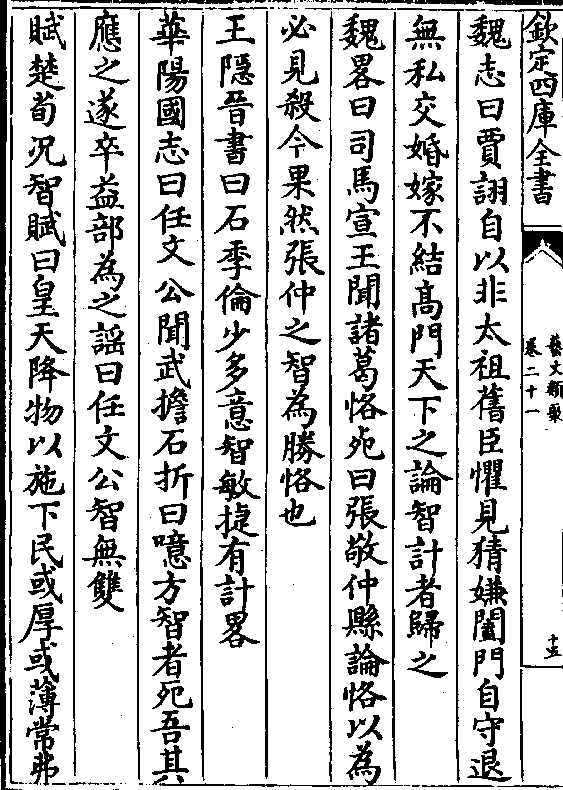 欽定四庫全書
藝文類聚
卷二十一
十五
魏志曰賈詡自以非太祖舊臣懼見猜嫌闔門自守退
無私交婚嫁不結髙門天下之論智計者歸之
魏畧曰司馬宣王聞諸葛恪死曰張敬仲縣論恪以為
必見殺今果然張仲之智為勝恪也
王隱晉書曰石季倫少多意智敏捷有計畧
華陽國志曰任文公聞武擔石折曰噫方智者死吾其
應之遂卒益部為之謡曰任文公智無雙
賦楚荀況智賦曰皇天降物以施下民或厚或薄常弗